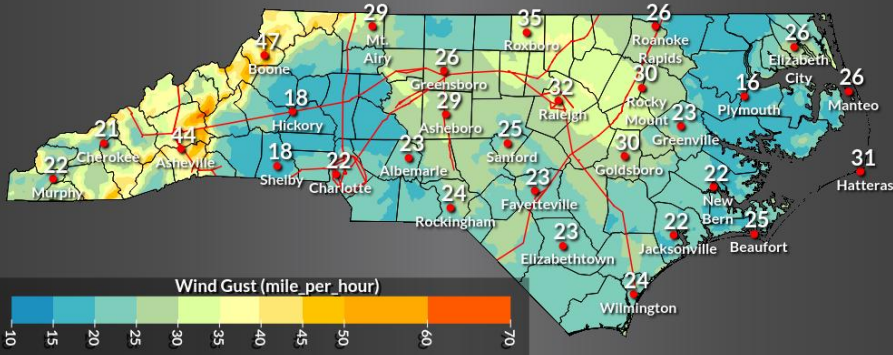 29
Mt.
Airy
35
Roxboro
26
Roanoke
Rapids
26
Elizabeth
City
47
Boone
26
Greensboro
30
Rocky
Mount
16
Plymouth
26
Manteo
18
Hickory
29
Asheboro
32
Raleigh
23
Greenville
21
Cherokee
44
Asheville
23
Albemarle
25
Sanford
30
Goldsboro
31
Hatteras
22
Murphy
18
Shelby
22
Charlotte
24
Rockingham
23
Fayetteville
22
New
Bern
23
Elizabethtown
22
Jacksonville
25
Beaufort
24
Wilmington
Wind Gust (mile_per_hour)
10 15 20 25 30 35 40 45 50 60 70